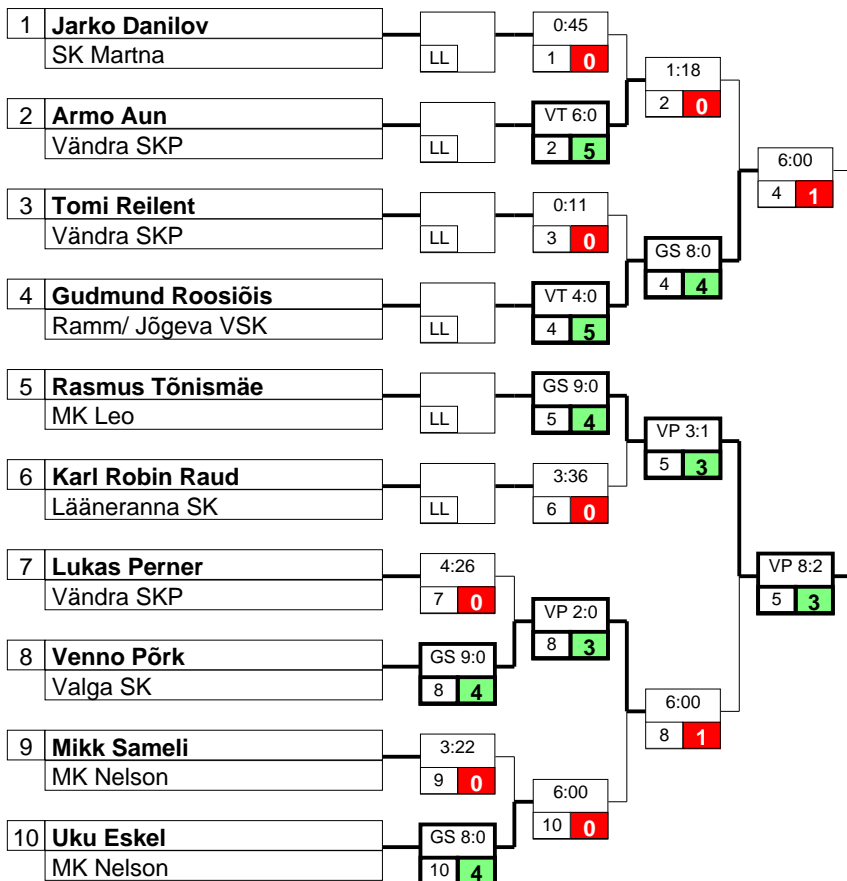 1 Jarko Danilov 0:45
SK Martna LL 1 0
1:18
2 0
2 Armo Aun VT 6:0
Vändra SKP LL 2 5
6:00
4 1
3 Tomi Reilent 0:11
Vändra SKP LL 3 0
GS 8:0
4 4
4 Gudmund Roosiõis VT 4:0
Ramm/ Jõgeva VSK LL 4 5
5 Rasmus Tõnismäe GS 9:0
MK Leo LL 5 4
VP 3:1
5 3
6 Karl Robin Raud 3:36
Lääneranna SK LL 6 0
7 Lukas Perner 4:26
Vändra SKP 7 0
VP 8:2
5 3
VP 2:0
8 3
8 Venno Põrk GS 9:0
Valga SK 8 4
6:00
8 1
9 Mikk Sameli 3:22
MK Nelson 9 0
6:00
10 0
10 Uku Eskel GS 8:0
MK Nelson 10 4